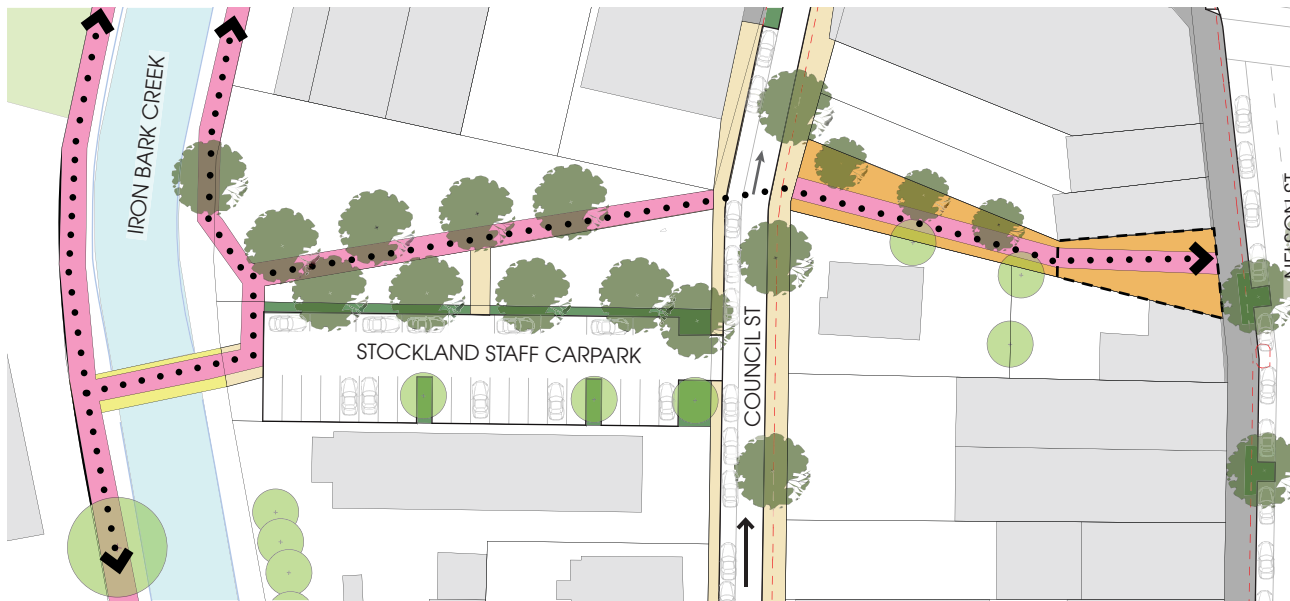 IRON BARK CREEK
STOCKLAND STAFF CARPARK
COUNCIL ST
NELSON ST